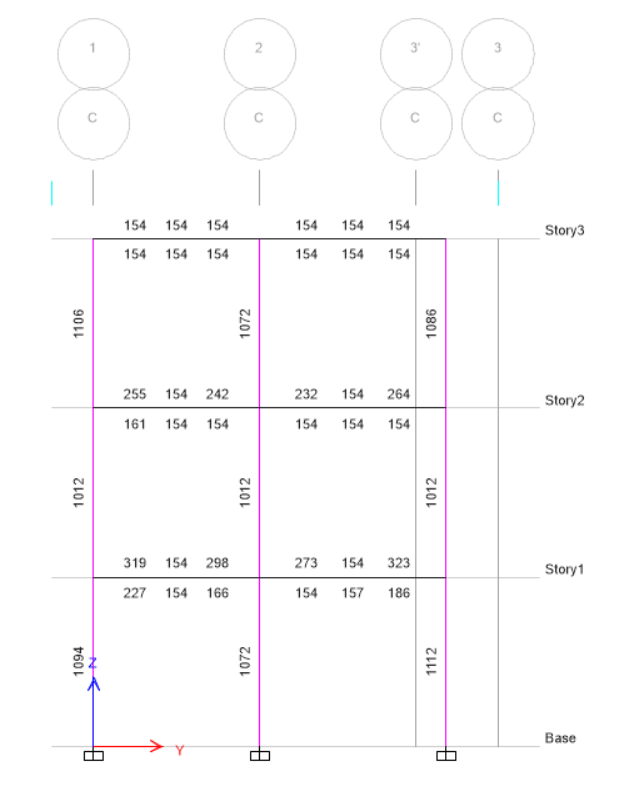 1 2 3' 3
C C C C
154 154 154 154 154 154 Story3
154 154 154 154 154 154
1106 1072 1086
255 154 242 232 154 264 Story2
161 154 154 154 154 154
1012 1012 1012
319 154 298 273 154 323 Story1
227 154 166 154 157 186
1094 1072 1112
Z
Base
Y